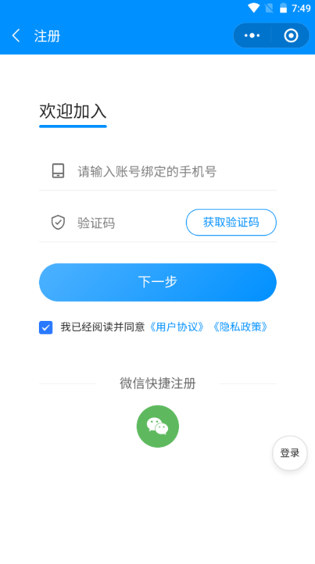 7:49
注册
欢迎加入
请输入账号绑定的手机号
验证码
获取验证码
下一步
我已经阅读并同意《用户协议》《隐私政策》
微信快捷注册
登录